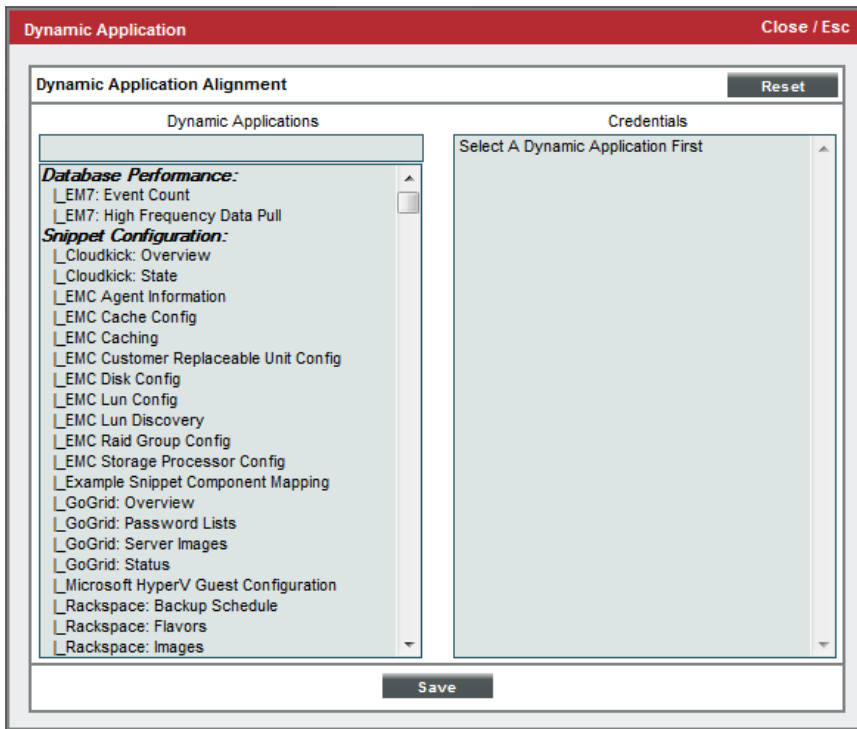 Dynamic Application
Close / Esc
Dynamic Application Alignment
Reset
Dynamic Applications
Database Performance:
|_EM7: Event Count
|_EM7: High Frequency Data Pull
Snippet Configuration:
|_Cloudkick: Overview
|_Cloudkick: State
|_EMC Agent Information
|_EMC Cache Config
|_EMC Caching
|_EMC Customer Replaceable Unit Config
|_EMC Disk Config
|_EMC Lun Config
|_EMC Lun Discovery
|_EMC Raid Group Config
|_EMC Storage Processor Config
|_Example Snippet Component Mapping
|_GoGrid: Overview
|_GoGrid: Password Lists
|_GoGrid: Server Images
|_GoGrid: Status
|_Microsoft HyperV Guest Configuration
|_Rackspace: Backup Schedule
|_Rackspace: Flavors
|_Rackspace: Images
Credentials
Select A Dynamic Application First
Save